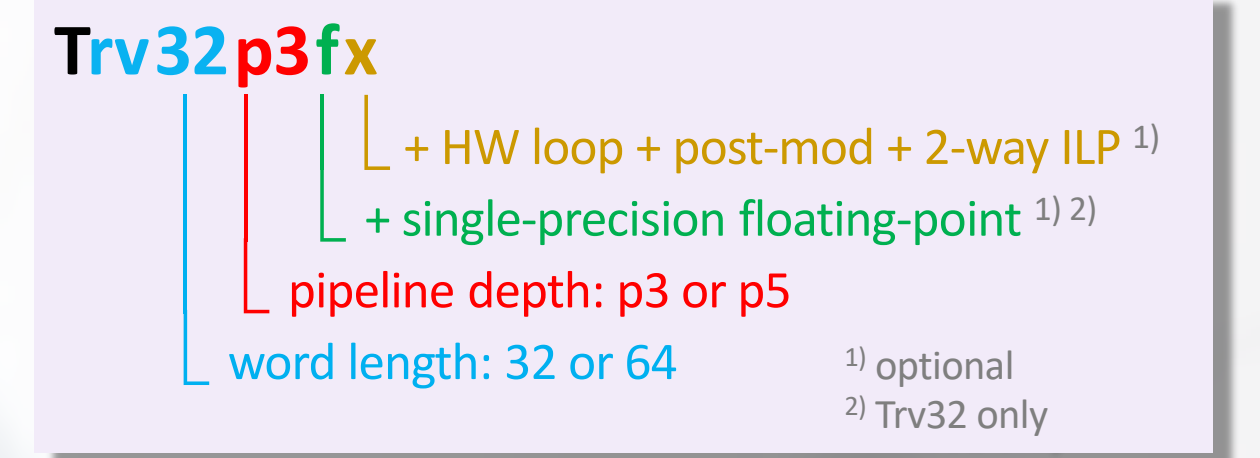 Trv32p3fx
+ HW loop + post-mod + 2-way ILP 1)
+ single-precision floating-point 1) 2)
pipeline depth: p3 or p5
word length: 32 or 64
1) optional
2) Trv32 only